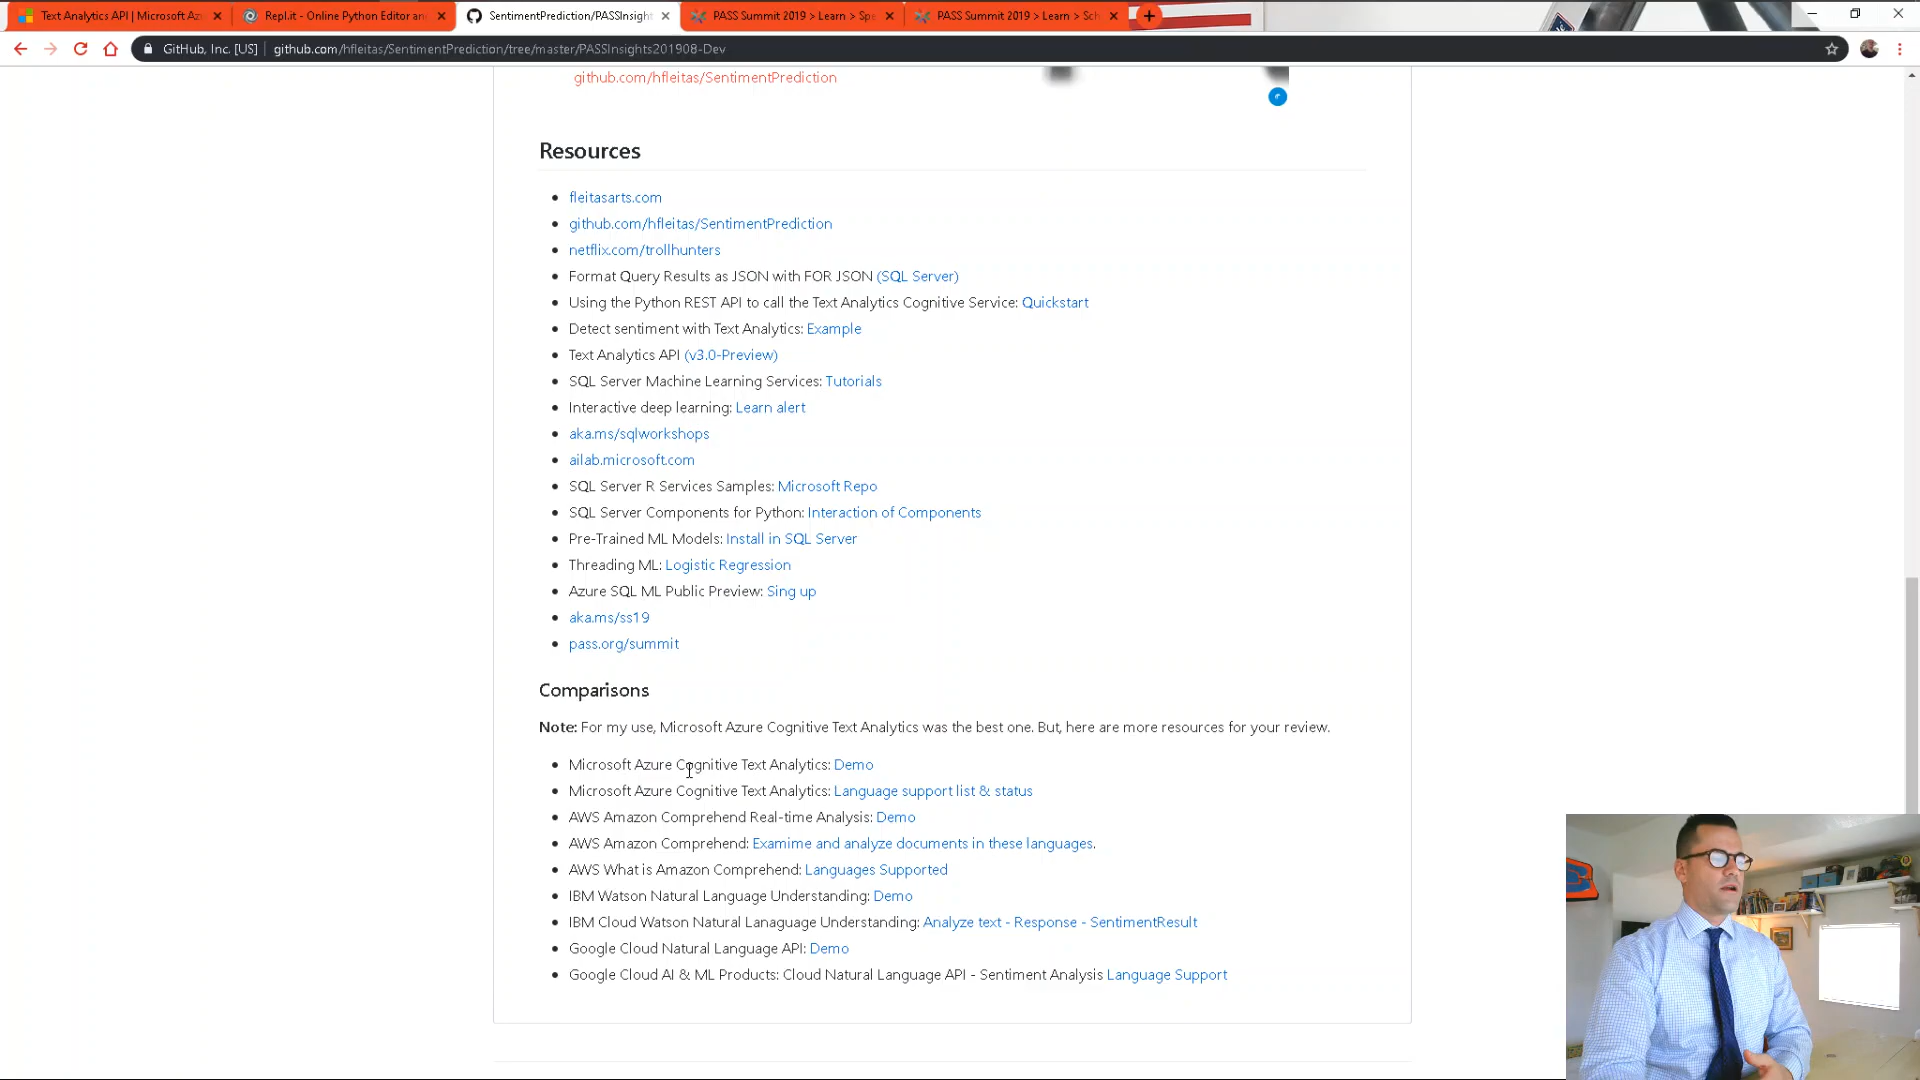 Text Analytics API | Microsoft Az
Repl.it - Online Python Editor an
SentimentPrediction/PASSInsight
PASS Summit 2019 > Learn > Spe
PASS Summit 2019 > Learn > Sch
GitHub, Inc. [US] | github.com/hfleitas/SentimentPrediction/tree/master/PASSInsights201908-Dev
github.com/hfleitas/SentimentPrediction
Resources
fleitasarts.com
github.com/hfleitas/SentimentPrediction
netflix.com/trollhunters
Format Query Results as JSON with FOR JSON (SQL Server)
Using the Python REST API to call the Text Analytics Cognitive Service: Quickstart
Detect sentiment with Text Analytics: Example
Text Analytics API (v3.0-Preview)
SQL Server Machine Learning Services: Tutorials
Interactive deep learning: Learn alert
aka.ms/sqlworkshops
ailab.microsoft.com
SQL Server R Services Samples: Microsoft Repo
SQL Server Components for Python: Interaction of Components
Pre-Trained ML Models: Install in SQL Server
Threading ML: Logistic Regression
Azure SQL ML Public Preview: Sing up
aka.ms/ss19
pass.org/summit
Comparisons
Note: For my use, Microsoft Azure Cognitive Text Analytics was the best one. But, here are more resources for your review.
Microsoft Azure Cognitive Text Analytics: Demo
Microsoft Azure Cognitive Text Analytics: Language support list & status
AWS Amazon Comprehend Real-time Analysis: Demo
AWS Amazon Comprehend: Examime and analyze documents in these languages.
AWS What is Amazon Comprehend: Languages Supported
IBM Watson Natural Language Understanding: Demo
IBM Cloud Watson Natural Lanaguage Understanding: Analyze text - Response - SentimentResult
Google Cloud Natural Language API: Demo
Google Cloud AI & ML Products: Cloud Natural Language API - Sentiment Analysis Language Support